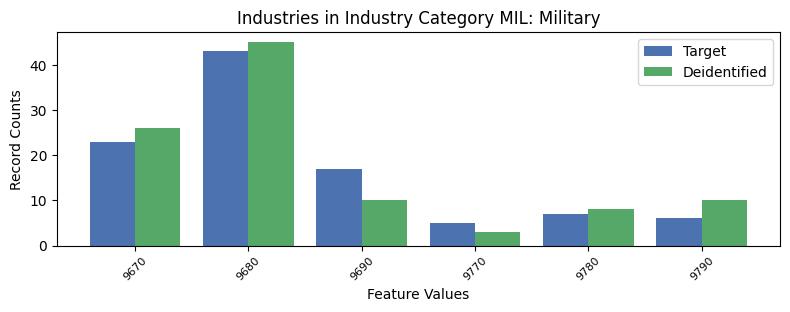 Industries in Industry Category MIL: Military
Target
Deidentified
Record Counts
40
30
20
10
0
9670 9680 9690 9770 9780 9790
Feature Values